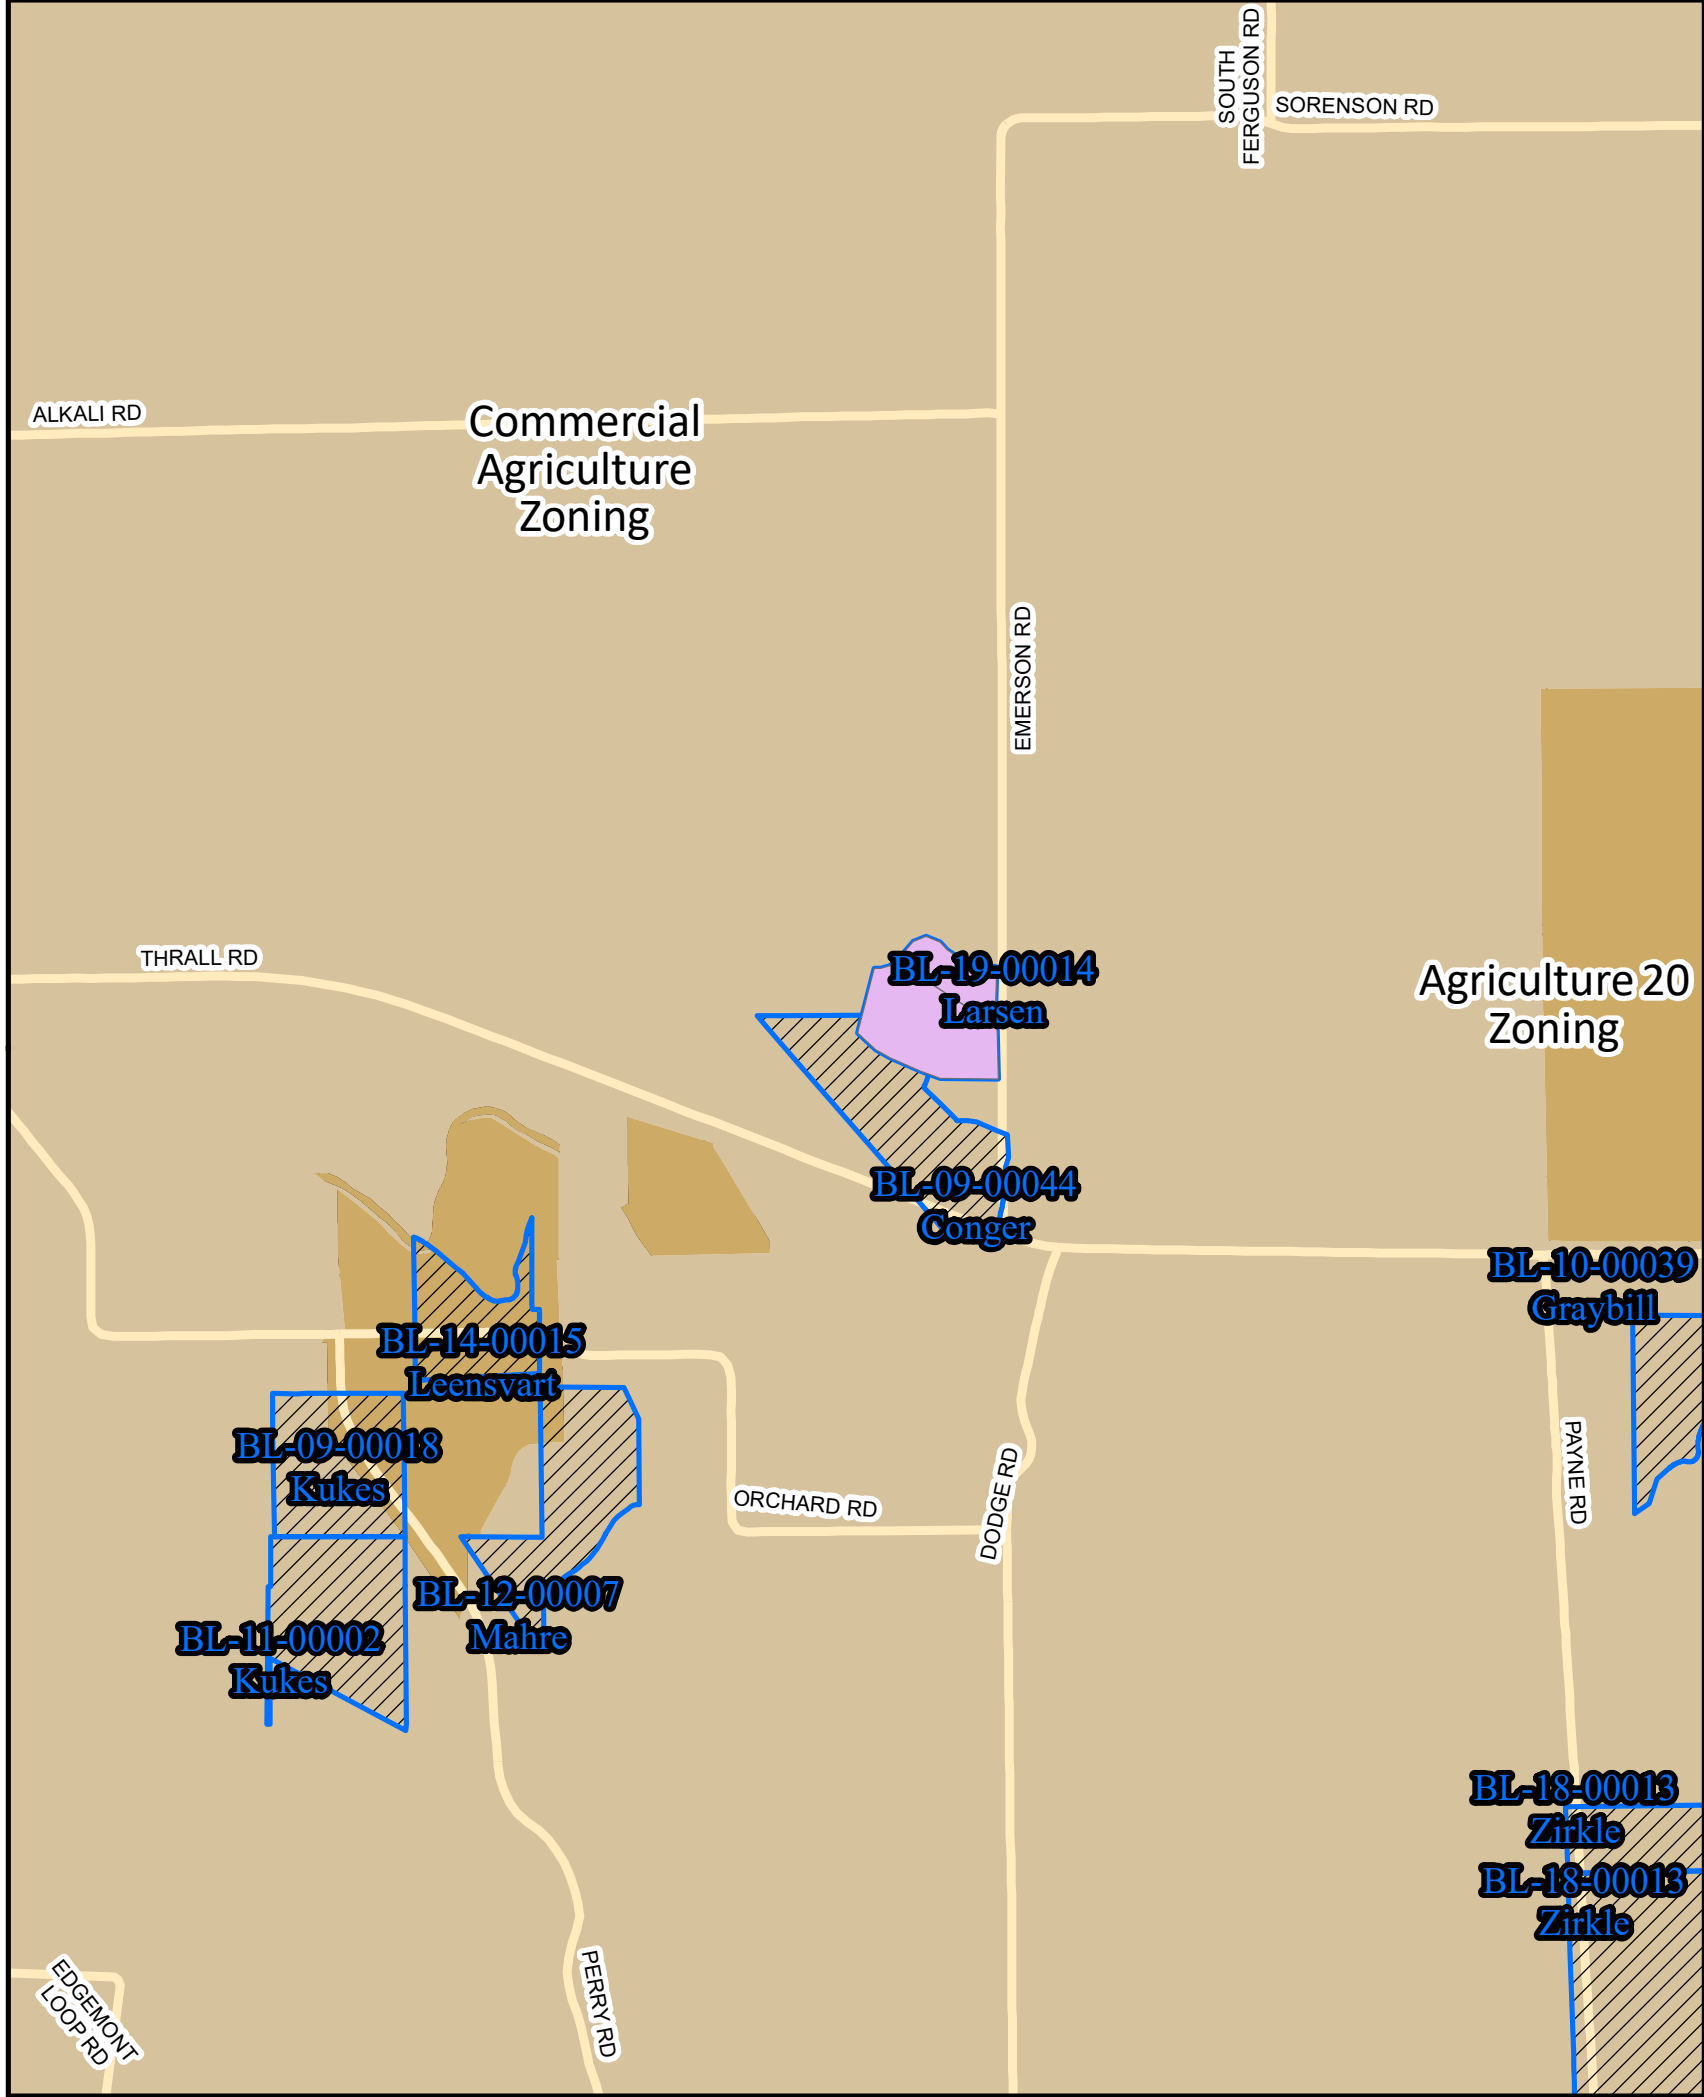 SOUTH
FERGUSON RD
SORENSON RD
ALKALI RD
Commercial
Agriculture
Zoning
EMERSON RD
THRALL RD
BL-19-00014
Larsen
Agriculture 20
Zoning
BL-09-00044
Conger
BL-10-00039
Graybill
BL-14-00015
Leensvart
BL-09-00018
Kukes
ORCHARD RD
DODGE RD
PAYNE RD
BL-12-00007
Mahre
BL-11-00002
Kukes
BL-18-00013
Zirkle
BL-18-00013
Zirkle
EDGEMONT
LOOP RD
PERRY RD